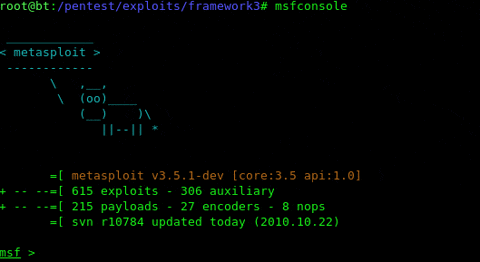 root@bt:/pentest/exploits/framework3# msfconsole
 ____________
< metasploit >
 ------------
       \   ,__,
        \  (oo)____
           (__)    )\
              ||--|| *
       =[ metasploit v3.5.1-dev [core:3.5 api:1.0]
+ -- --=[ 615 exploits - 306 auxiliary
+ -- --=[ 215 payloads - 27 encoders - 8 nops
       =[ svn r10784 updated today (2010.10.22)
msf >